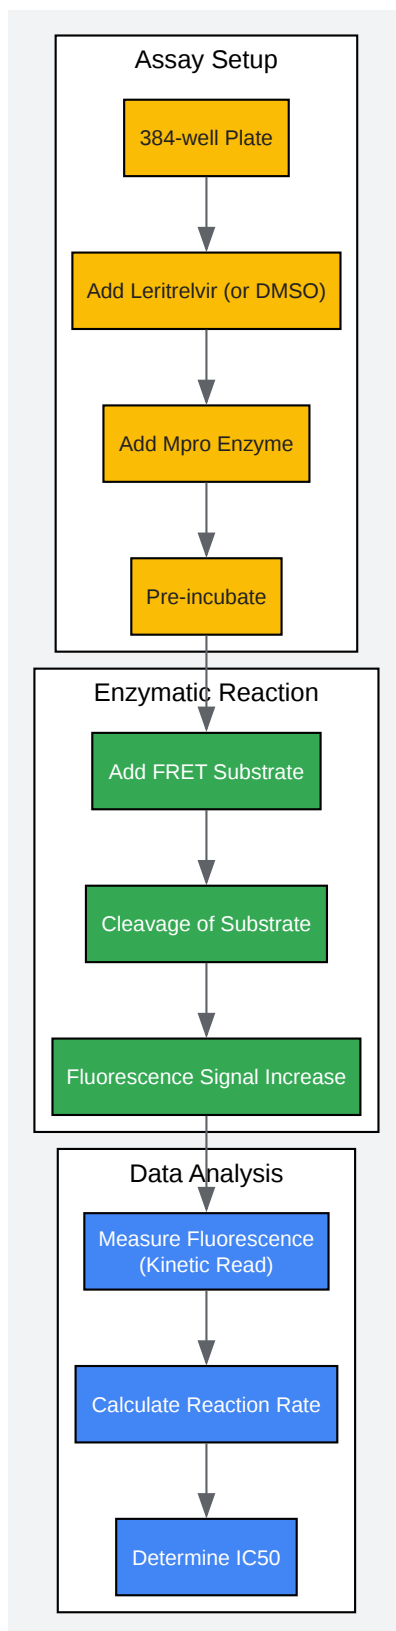 Assay Setup
384-well Plate
Add Leritrelvir (or DMSO)
Add Mpro Enzyme
Pre-incubate
Enzymatic Reaction
Add FRET Substrate
Cleavage of Substrate
Fluorescence Signal Increase
Data Analysis
Measure Fluorescence
(Kinetic Read)
Calculate Reaction Rate
Determine IC50